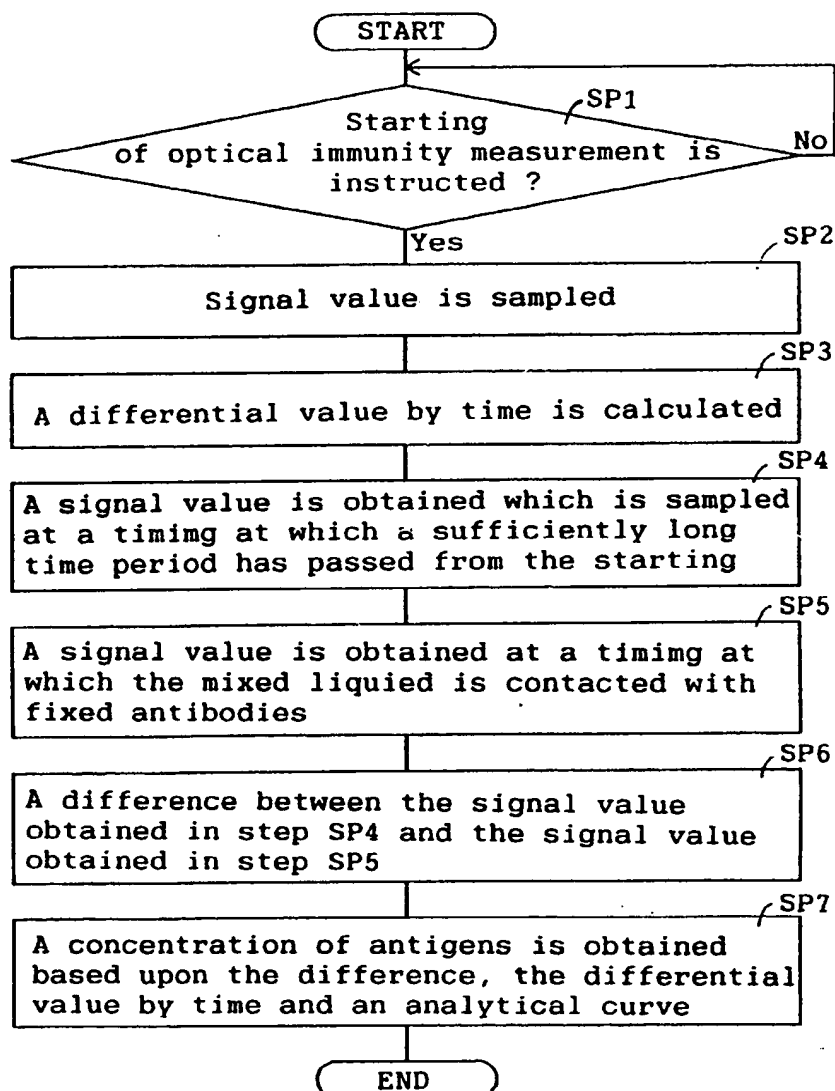 START
SP1
Starting
of optical immunity measurement is
instructed ?
No
Yes
SP2
Signal value is sampled
SP3
A differential value by time is calculated
SP4
A signal value is obtained which is sampled
at a timimg at which a sufficiently long
time period has passed from the starting
SP5
A signal value is obtained at a timimg at
which the mixed liquied is contacted with
fixed antibodies
SP6
A difference between the signal value
obtained in step SP4 and the signal value
obtained in step SP5
SP7
A concentration of antigens is obtained
based upon the difference, the differential
value by time and an analytical curve
END